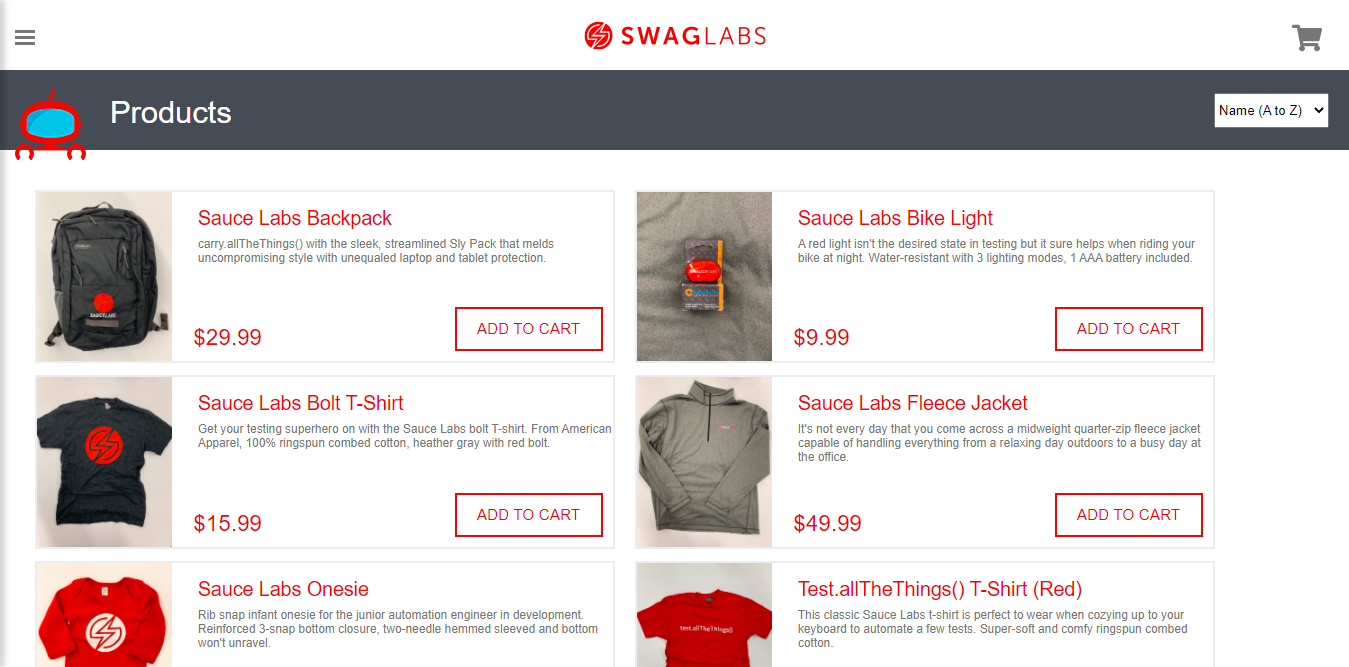 SWAGLABS
Products
Name (A to Z)
Sauce Labs Backpack
carry.allTheThings() with the sleek, streamlined Sly Pack that melds
uncompromising style with unequaled laptop and tablet protection.
$29.99
ADD TO CART
SAUCELABS
Sauce Labs Bike Light
A red light isn't the desired state in testing but it sure helps when riding your
bike at night. Water-resistant with 3 lighting modes, 1 AAA battery included.
$9.99
ADD TO CART
Sauce Labs Bolt T-Shirt
Get your testing superhero on with the Sauce Labs bolt T-shirt. From American
Apparel, 100% ringspun combed cotton, heather gray with red bolt.
$15.99
ADD TO CART
Sauce Labs Fleece Jacket
It's not every day that you come across a midweight quarter-zip fleece jacket
capable of handling everything from a relaxing day outdoors to a busy day at
the office.
$49.99
ADD TO CART
Sauce Labs Onesie
Rib snap infant onesie for the junior automation engineer in development.
Reinforced 3-snap bottom closure, two-needle hemmed sleeved and bottom
won't unravel.
test.allTheThings()
Test.allTheThings() T-Shirt (Red)
This classic Sauce Labs t-shirt is perfect to wear when cozying up to your
keyboard to automate a few tests. Super-soft and comfy ringspun combed
cotton.